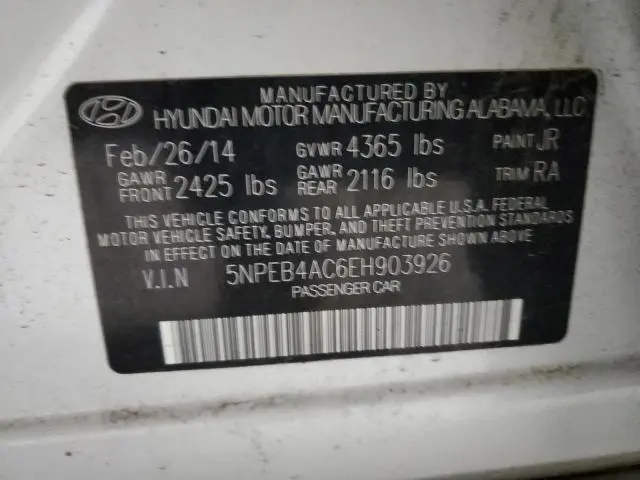 MANUFACTURED BY
HYUNDAI MOTOR MANUFACTURING ALABAMA, LLC
Feb/26/14 GVWR 4365 lbs PAINT JR
GAWR FRONT 2425 lbs GAWR REAR 2116 lbs TRIM RA
THIS VEHICLE CONFORMS TO ALL APPLICABLE U.S.A. FEDERAL
MOTOR VEHICLE SAFETY, BUMPER, AND THEFT PREVENTION STANDARDS
IN EFFECT ON THE DATE OF MANUFACTURE SHOWN ABOVE
V.I.N 5NPEB4AC6EH903926
PASSENGER CAR